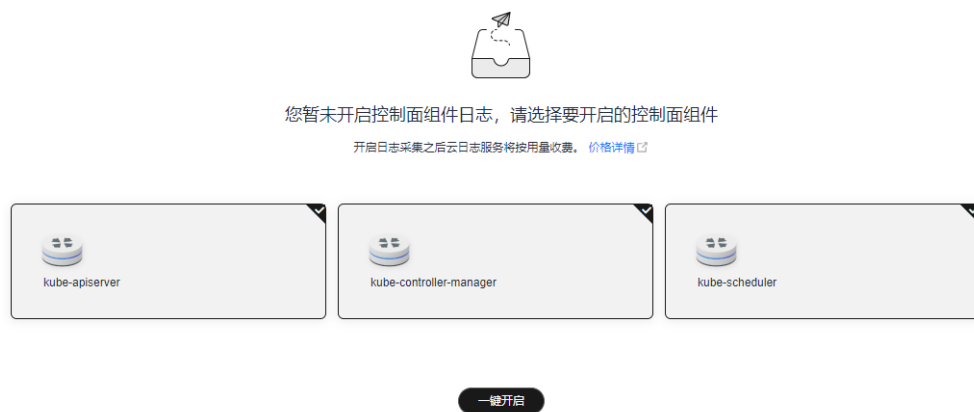 您暂未开启控制面组件日志，请选择要开启的控制面组件
开启日志采集之后云日志服务将按用量收费。 价格详情
kube-apiserver
kube-controller-manager
kube-scheduler
一键开启